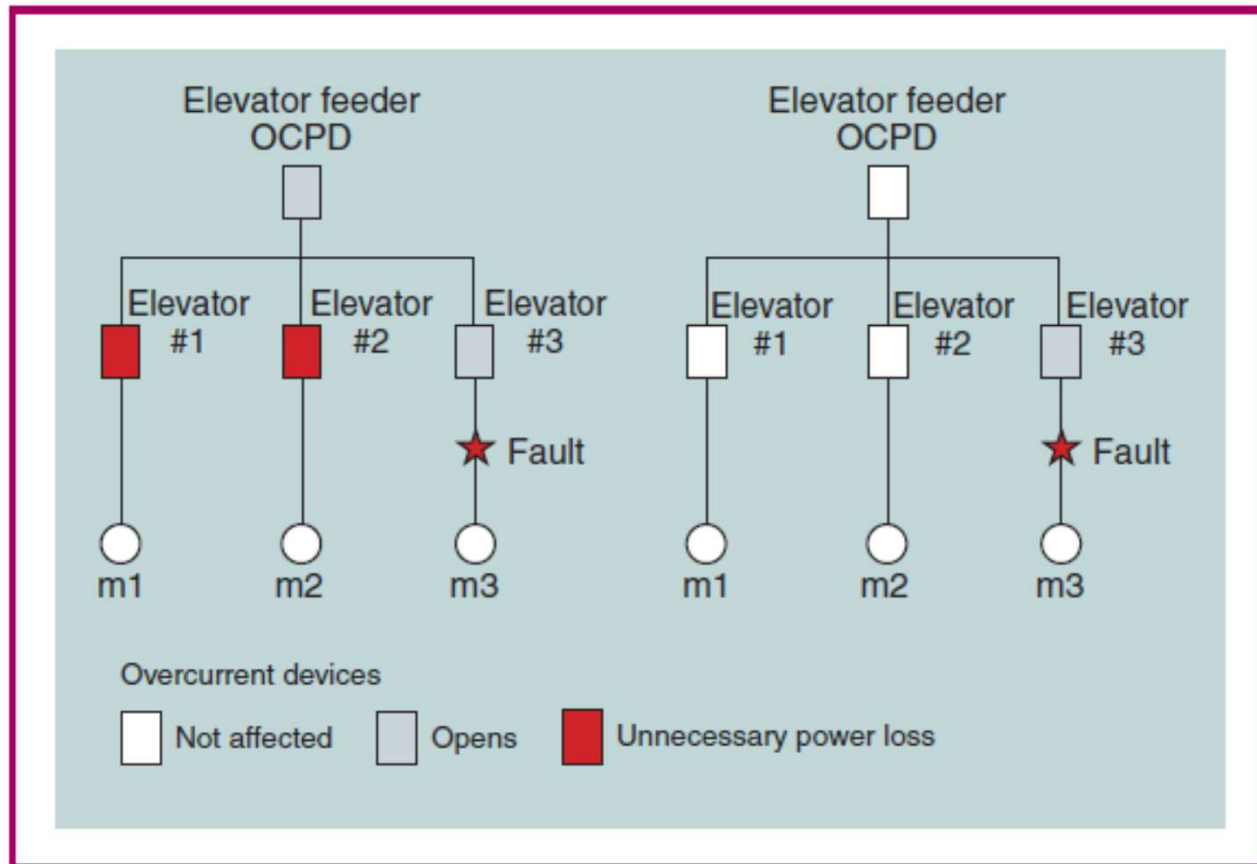 Elevator feeder
OCPD
Elevator
#1
Elevator
#2
Elevator
#3
Fault
m1
m2
m3
Elevator feeder
OCPD
Elevator
#1
Elevator
#2
Elevator
#3
Fault
m1
m2
m3
Overcurrent devices
Not affected
Opens
Unnecessary power loss